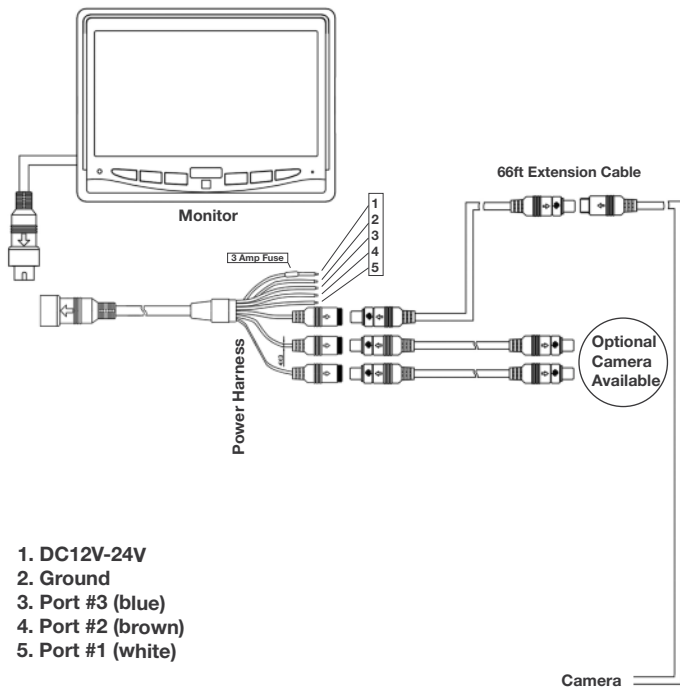 66ft Extension Cable
Monitor
1
2
3
4
5
3 Amp Fuse
Power Harness
Optional
Camera
Available
1. DC12V-24V
2. Ground
3. Port #3 (blue)
4. Port #2 (brown)
5. Port #1 (white)
Camera